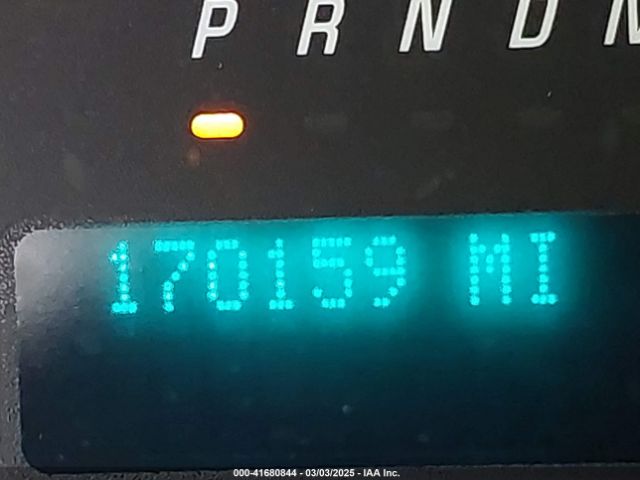 P R N D
170159 MI
000-41680844 - 03/03/2025 - IAA Inc.